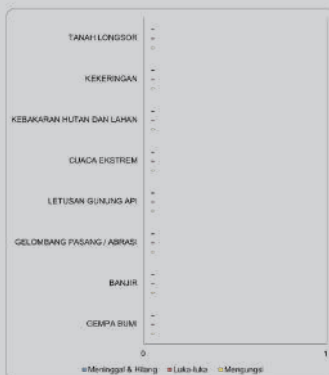 TANAH LONGSOR
-
-
-
KEKERINGAN
-
-
-
KEBAKARAN HUTAN DAN LAHAN
-
-
-
CUACA EKSTREM
-
-
-
LETUSAN GUNUNG API
-
-
-
GELOMBANG PASANG / ABRASI
-
-
-
BANJIR
-
-
-
GEMPA BUMI
-
-
-
0 1
Meninggal & Hilang Luka-luka Mengungsi